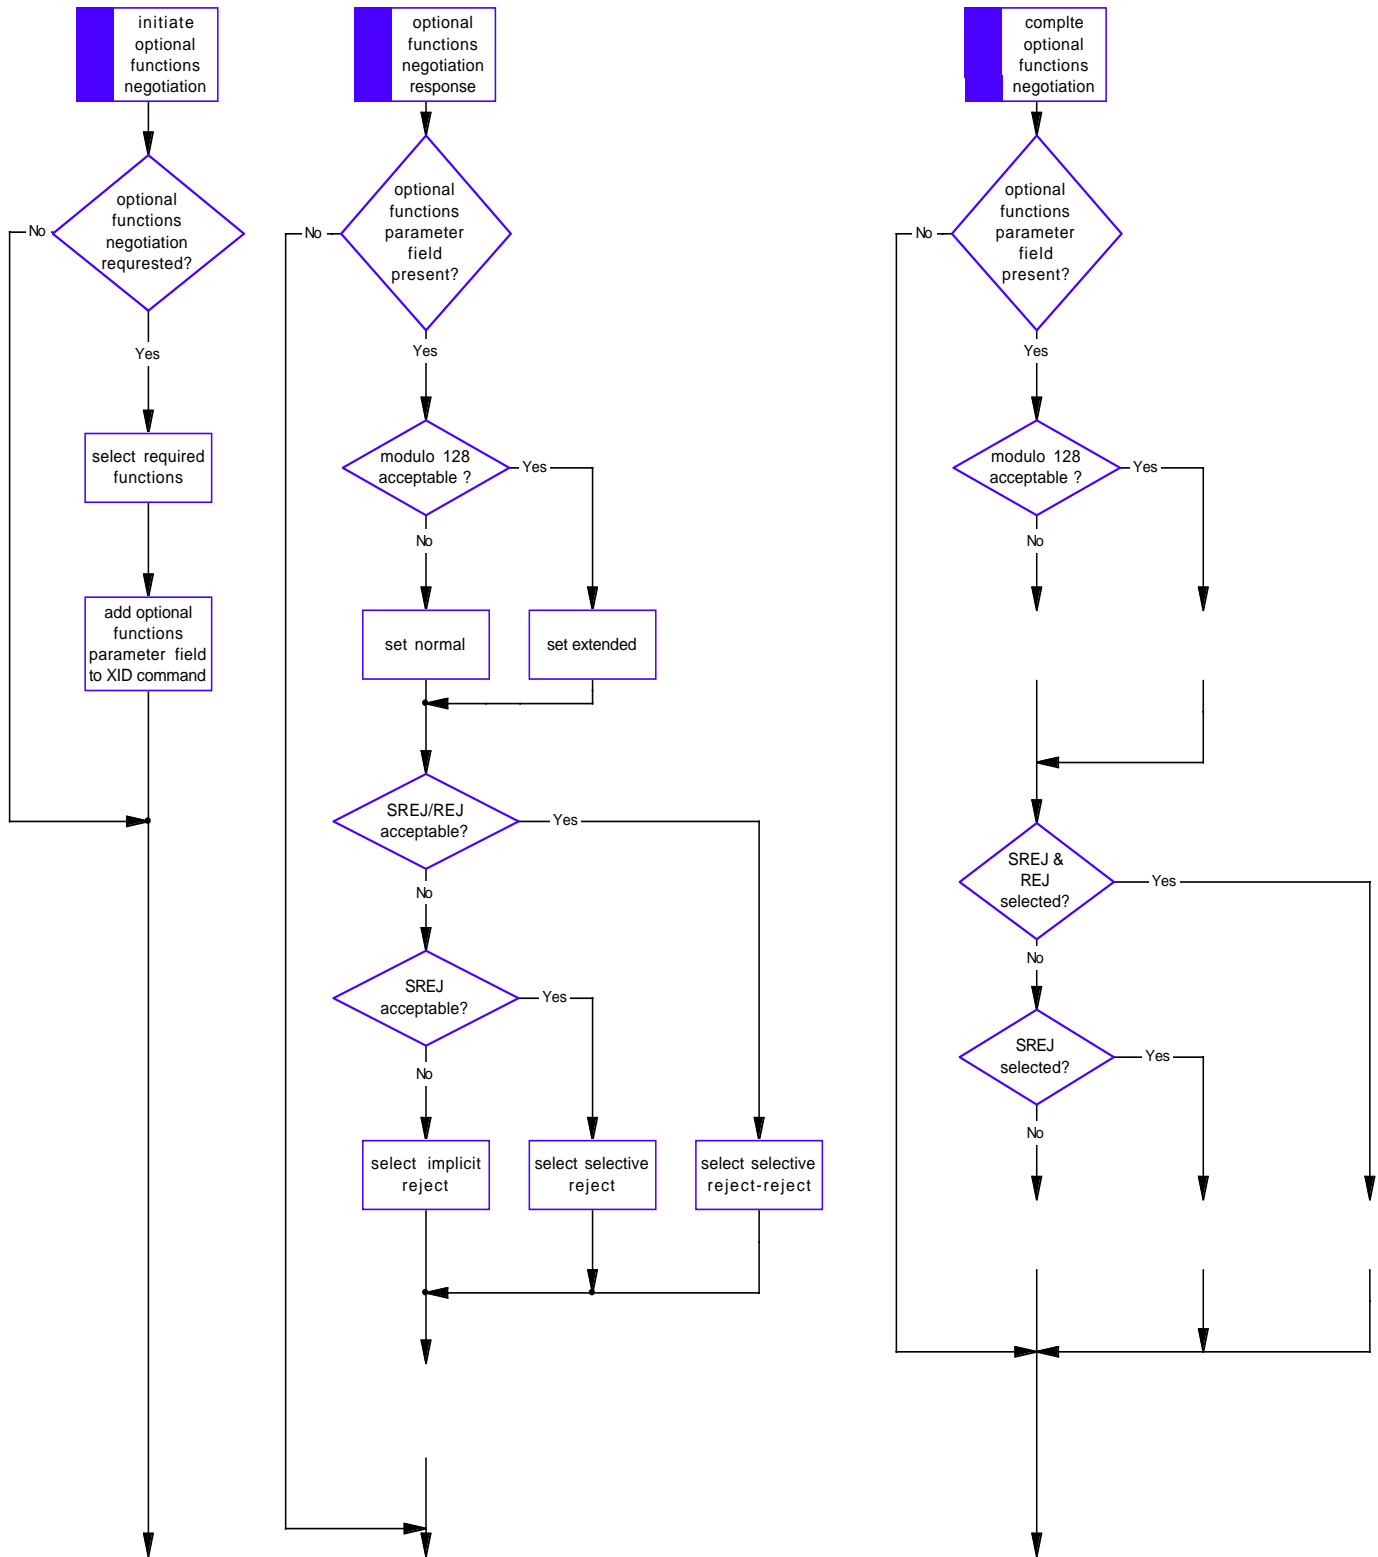 initiate
optional
functions
negotiation
optional
functions
negotiation
requrested?
No
Yes
select required
functions
add optional
functions
parameter field
to XID command
optional
functions
negotiation
response
optional
functions
parameter
field
present?
No
Yes
modulo 128
acceptable ?
Yes
No
set normal
set extended
SREJ/REJ
acceptable?
Yes
No
SREJ
acceptable?
Yes
No
select implicit
reject
select selective
reject
select selective
reject-reject
complte
optional
functions
negotiation
optional
functions
parameter
field
present?
No
Yes
modulo 128
acceptable ?
Yes
No
SREJ &
REJ
selected?
Yes
No
SREJ
selected?
Yes
No